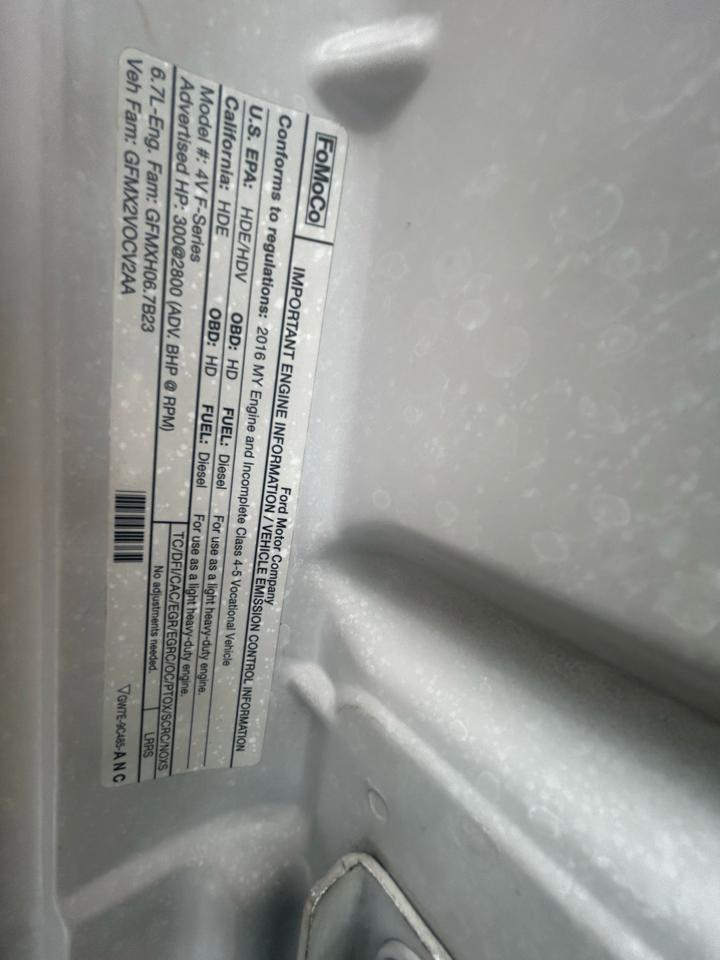 FoMoCo
Ford Motor Company
IMPORTANT ENGINE INFORMATION / VEHICLE EMISSION CONTROL INFORMATION
Conforms to regulations: 2016 MY Engine and Incomplete Class 4-5 Vocational Vehicle
U.S. EPA: HDE/HDV OBD: HD FUEL: Diesel For use as a light heavy-duty engine.
California: HDE OBD: HD FUEL: Diesel For use as a light heavy-duty engine.
Model #: 4V F-Series
Advertised HP: 300@2800 (ADV. BHP @ RPM)
TC/DFI/CAC/EGR/EGRC/OC/PTOX/SCRC/NOXS
6.7L-Eng. Fam: GFMXH06.7B23
No adjustments needed. LRRS
Veh Fam: GFMX2VOCV2AA
GW7E-9C485-ANC